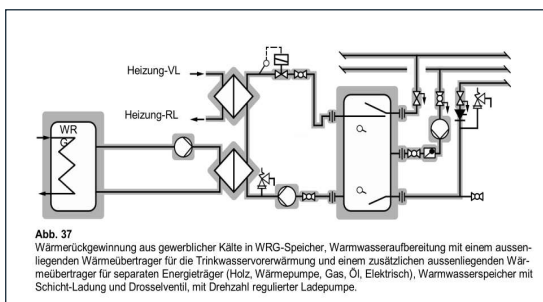 Heizung-VL
Heizung-RL
WR
G
Abb. 37
Wärmerückgewinnung aus gewerblicher Kälte in WRG-Speicher, Warmwasseraufbereitung mit einem aussen-
liegenden Wärmeübertrager für die Trinkwasservorerwärmung und einem zusätzlichen aussenliegenden Wär-
meübertrager für separaten Energieträger (Holz, Wärmepumpe, Gas, Öl, Elektrisch), Warmwasserspeicher mit
Schicht-Ladung und Drosselventil, mit Drehzahl regulierter Ladepumpe.